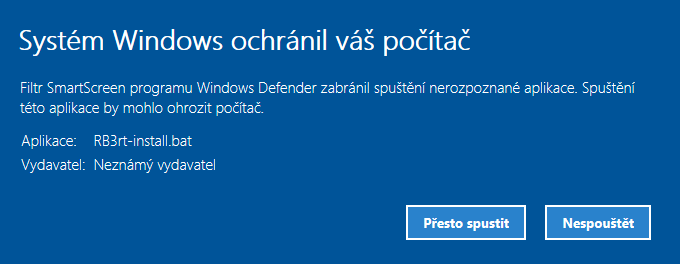 Systém Windows ochránil váš počítač
Filtr SmartScreen programu Windows Defender zabránil spuštění nerozpoznané aplikace. Spuštění
této aplikace by mohlo ohrozit počítač.
Aplikace: RB3rt-install.bat
Vydavatel: Neznámý vydavatel
Přesto spustit Nespouštět